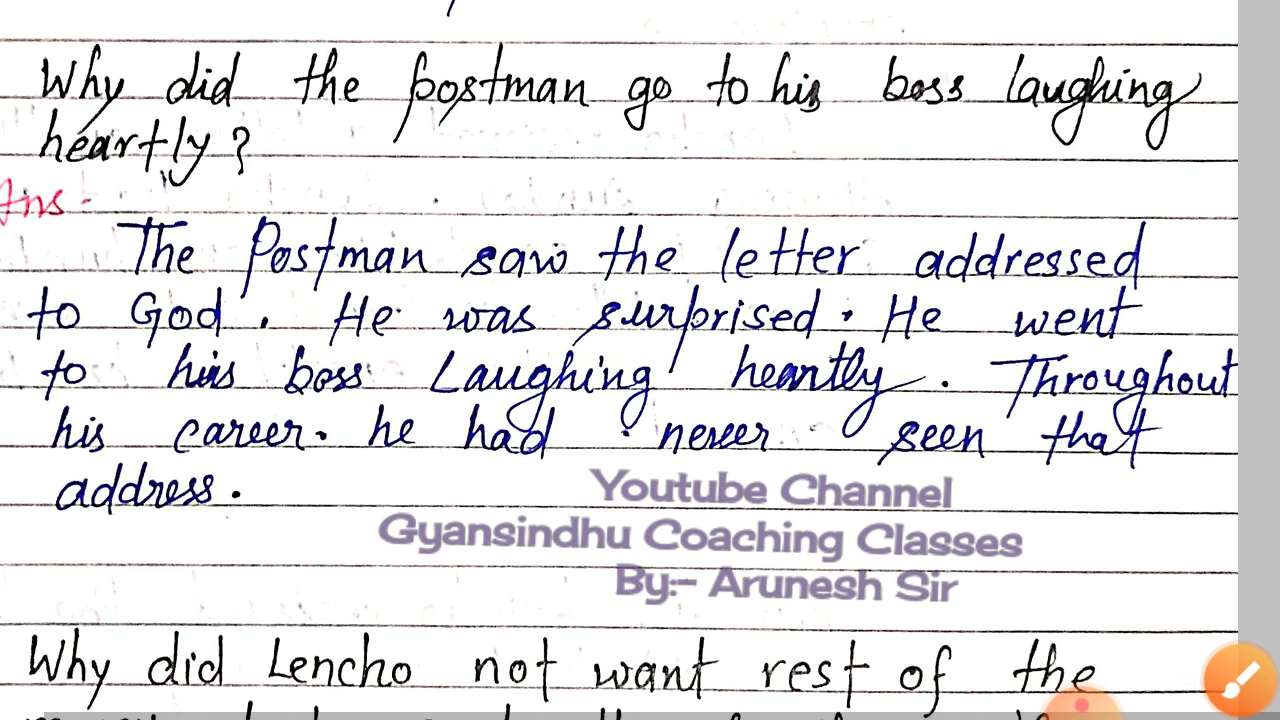 Why did the postman go to his boss laughing
heartly?
Ans -
The Postman saw the letter addressed
to God. He was surprised. He went
to his boss Laughing heartly. Throughout
his career. he had never seen that
address.
Youtube Channel
Gyansindhu Coaching Classes
By:- Arunesh Sir
Why did Lencho not want rest of the